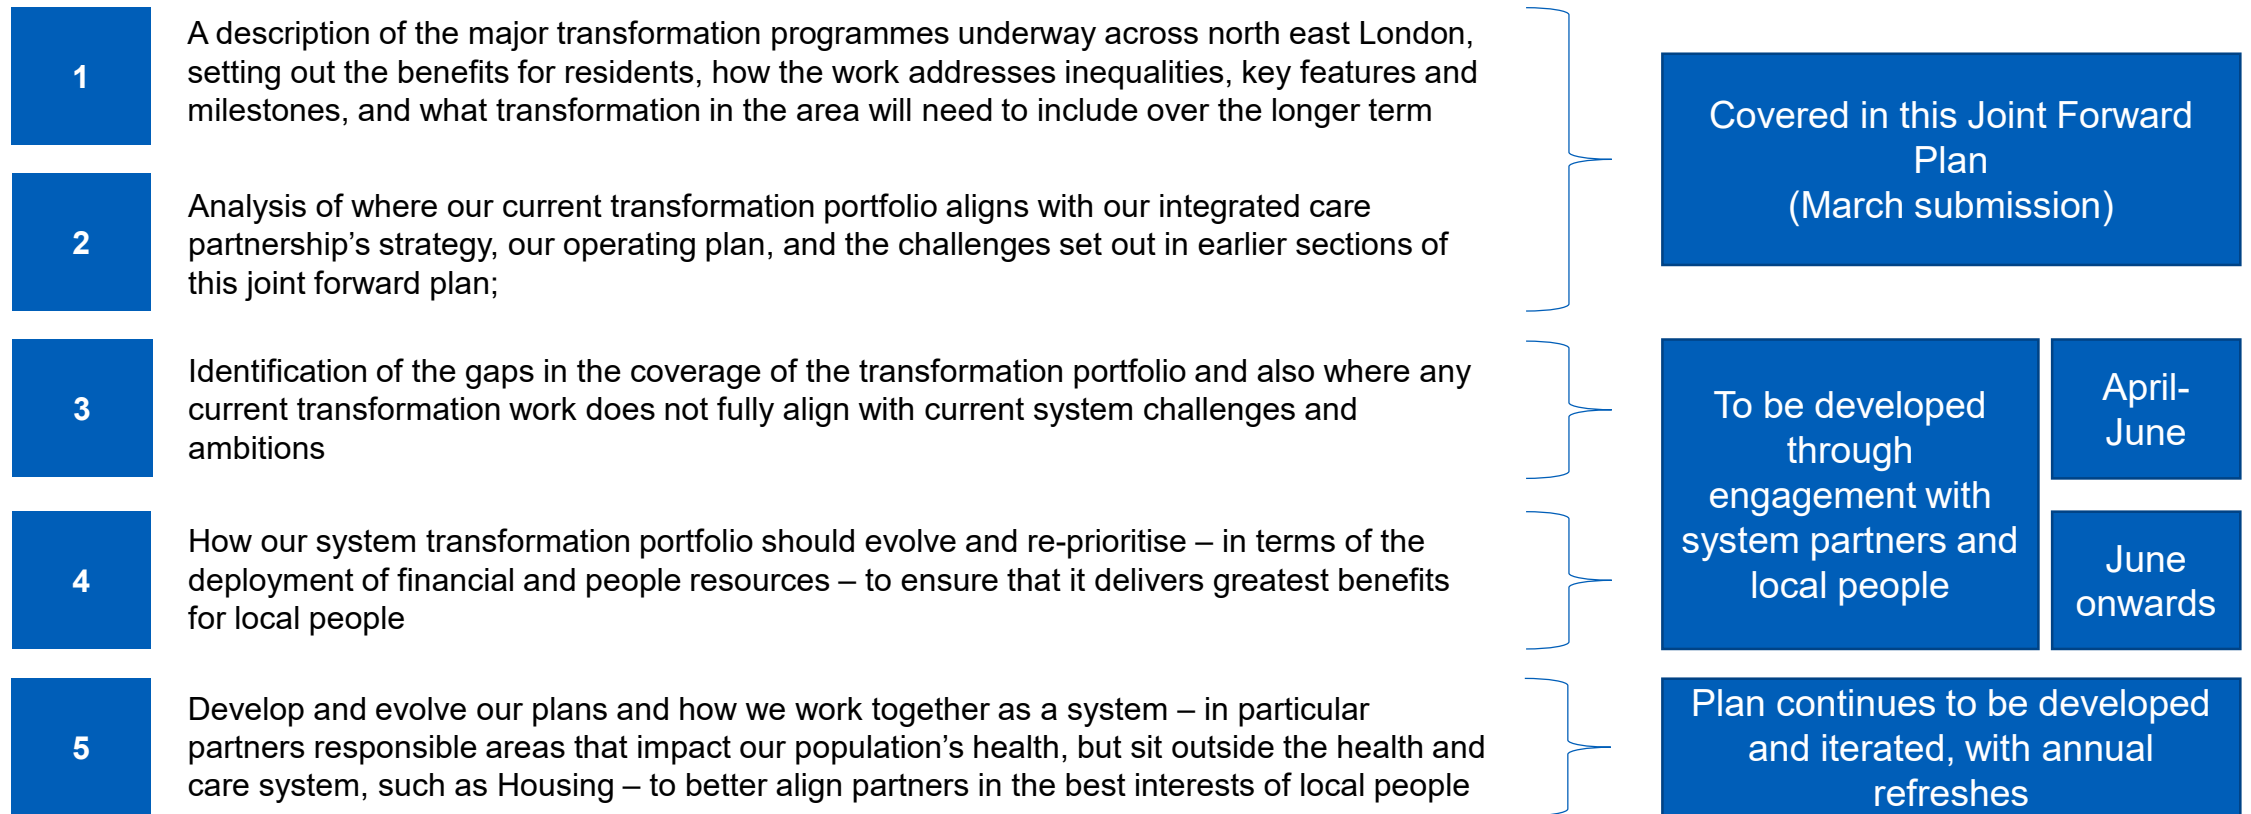 1
A description of the major transformation programmes underway across north east London,
setting out the benefits for residents, how the work addresses inequalities, key features and
milestones, and what transformation in the area will need to include over the longer term
2
Analysis of where our current transformation portfolio aligns with our integrated care
partnership’s strategy, our operating plan, and the challenges set out in earlier sections of
this joint forward plan;
Covered in this Joint Forward
Plan
(March submission)
3
Identification of the gaps in the coverage of the transformation portfolio and also where any
current transformation work does not fully align with current system challenges and
ambitions
4
How our system transformation portfolio should evolve and re-prioritise – in terms of the
deployment of financial and people resources – to ensure that it delivers greatest benefits
for local people
To be developed
through
engagement with
system partners and
local people
April-
June
June
onwards
5
Develop and evolve our plans and how we work together as a system – in particular
partners responsible areas that impact our population’s health, but sit outside the health and
care system, such as Housing – to better align partners in the best interests of local people
Plan continues to be developed
and iterated, with annual
refreshes